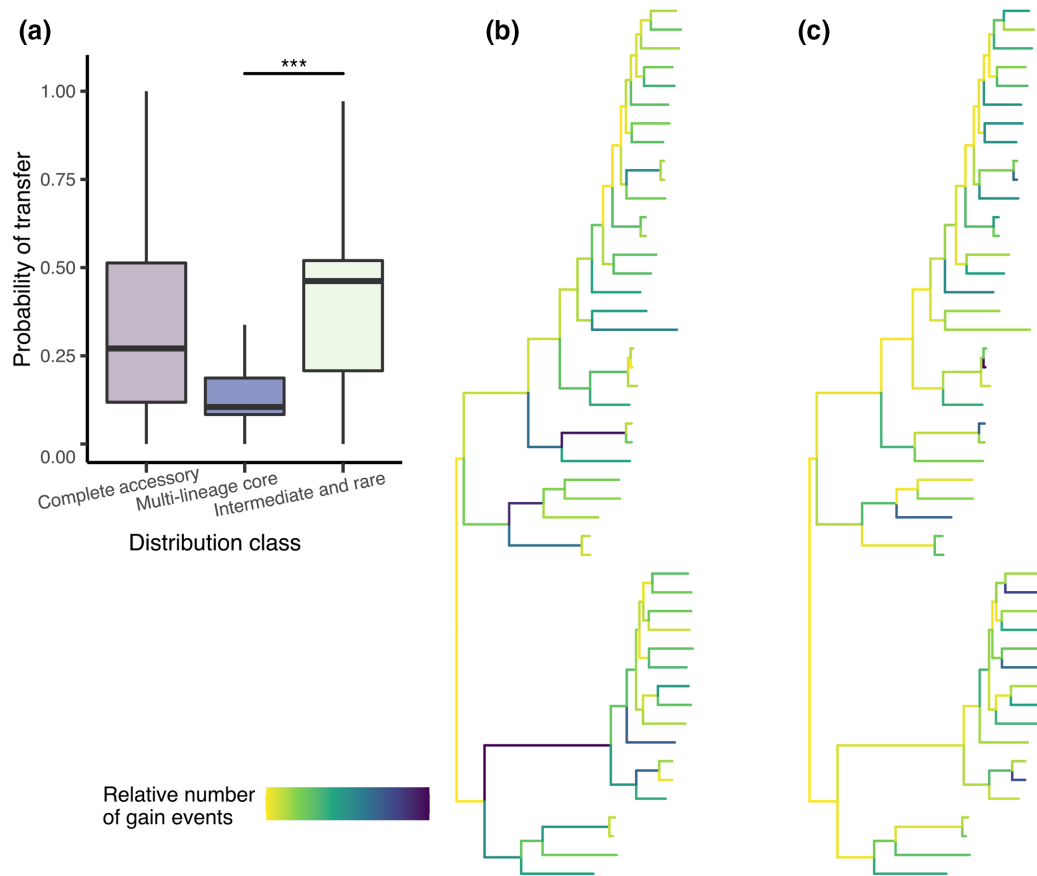 (a)
(b)
(c)
***
Probability of transfer
1.00
0.75
0.50
0.25
0.00
Complete accessory
Multi-lineage core
Intermediate and rare
Distribution class
Relative number
of gain events